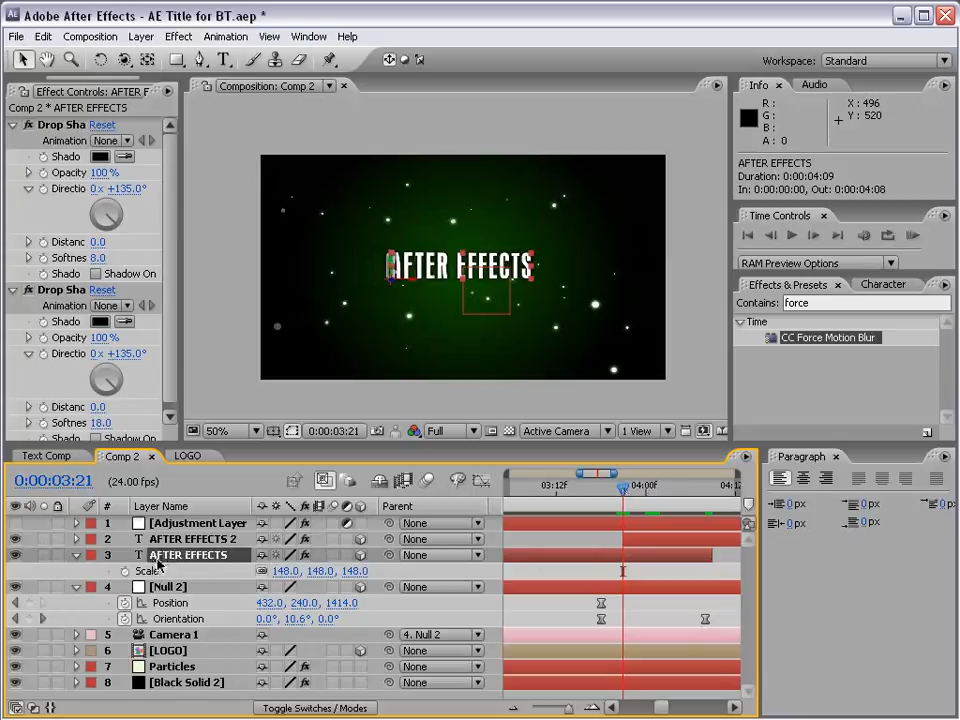 Adobe After Effects - AE Title for BT.aep *
File Edit Composition Layer Effect Animation View Window Help
Workspace: Standard
Effect Controls: AFTER F
Comp 2 * AFTER EFFECTS
fx Drop Sha Reset
Animation: None
Shado
Opacity 100%
Directio 0 x +135.0°
Distanc 0.0
Softnes 8.0
Shado Shadow On
fx Drop Sha Reset
Animation: None
Shado
Opacity 100%
Directio 0 x +135.0°
Distanc 0.0
Softnes 18.0
Shado Shadow On
Composition: Comp 2
AFTER EFFECTS
50% 0:00:03:21 Full Active Camera 1 View
Info Audio
R: X: 496
G: Y: 520
B:
A: 0
AFTER EFFECTS
Duration: 0:00:04:09
In: 0:00:00:00, Out: 0:00:04:08
Time Controls
RAM Preview Options
Effects & Presets Character
Contains: force
Time
CC Force Motion Blur
Text Comp Comp 2 LOGO
0:00:03:21 (24.00 fps)
03:12f 04:00f 04:12
# Layer Name Parent
1 [Adjustment Layer None
2 T AFTER EFFECTS 2 None
3 T AFTER EFFECTS None
Scale 148.0, 148.0, 148.0
4 [Null 2] None
Position 432.0, 240.0, 1414.0
Orientation 0.0°, 10.6°, 0.0°
5 Camera 1 4. Null 2
6 [LOGO] None
7 Particles None
8 [Black Solid 2] None
Toggle Switches / Modes
Paragraph
0 px 0 px
0 px 0 px
0 px